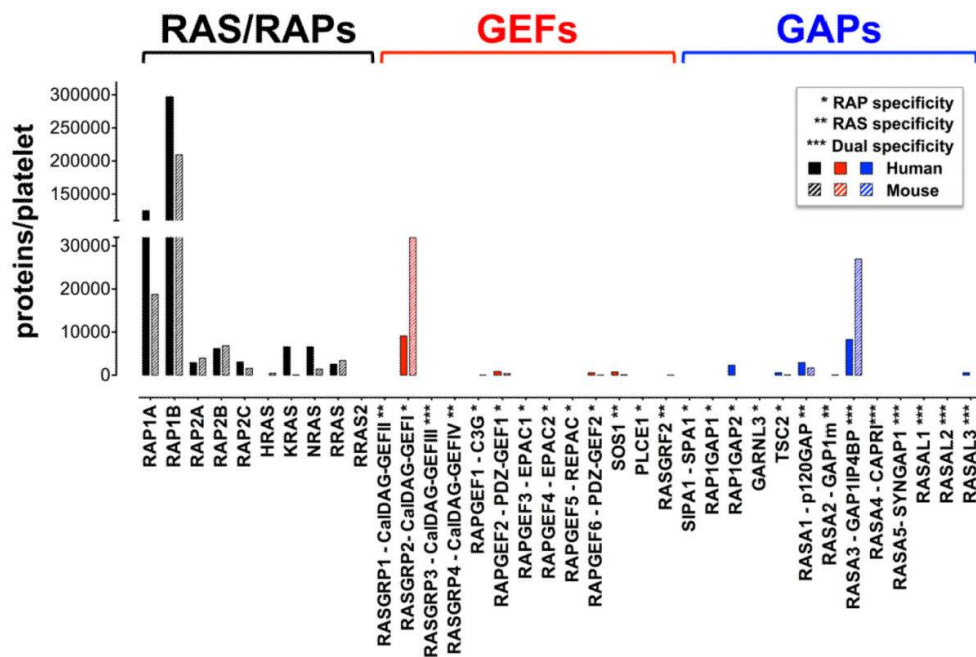 RAS/RAPs
GEFs
GAPs
proteins/platelet
300000
250000
200000
150000
30000
20000
10000
0
* RAP specificity
** RAS specificity
*** Dual specificity
Human
Mouse
RAP1A
RAP1B
RAP2A
RAP2B
RAP2C
HRAS
KRAS
NRAS
RRAS
RRAS2
RASGRP1 - CalDAG-GEFII **
RASGRP2- CalDAG-GEFI *
RASGRP3 - CalDAG-GEFIII ***
RASGRP4 - CalDAG-GEFIV **
RAPGEF1 - C3G *
RAPGEF2 - PDZ-GEF1 *
RAPGEF3 - EPAC1 *
RAPGEF4 - EPAC2 *
RAPGEF5 - REPAC *
RAPGEF6 - PDZ-GEF2 *
SOS1 **
PLCE1 *
RASGRF2 **
SIPA1 - SPA1 *
RAP1GAP1 *
RAP1GAP2 *
GARNL3 *
TSC2 *
RASA1 - p120GAP **
RASA2 - GAP1m **
RASA3 - GAP1IP4BP ***
RASA4 - CAPRI***
RASA5- SYNGAP1 ***
RASAL1 ***
RASAL2 ***
RASAL3 ***